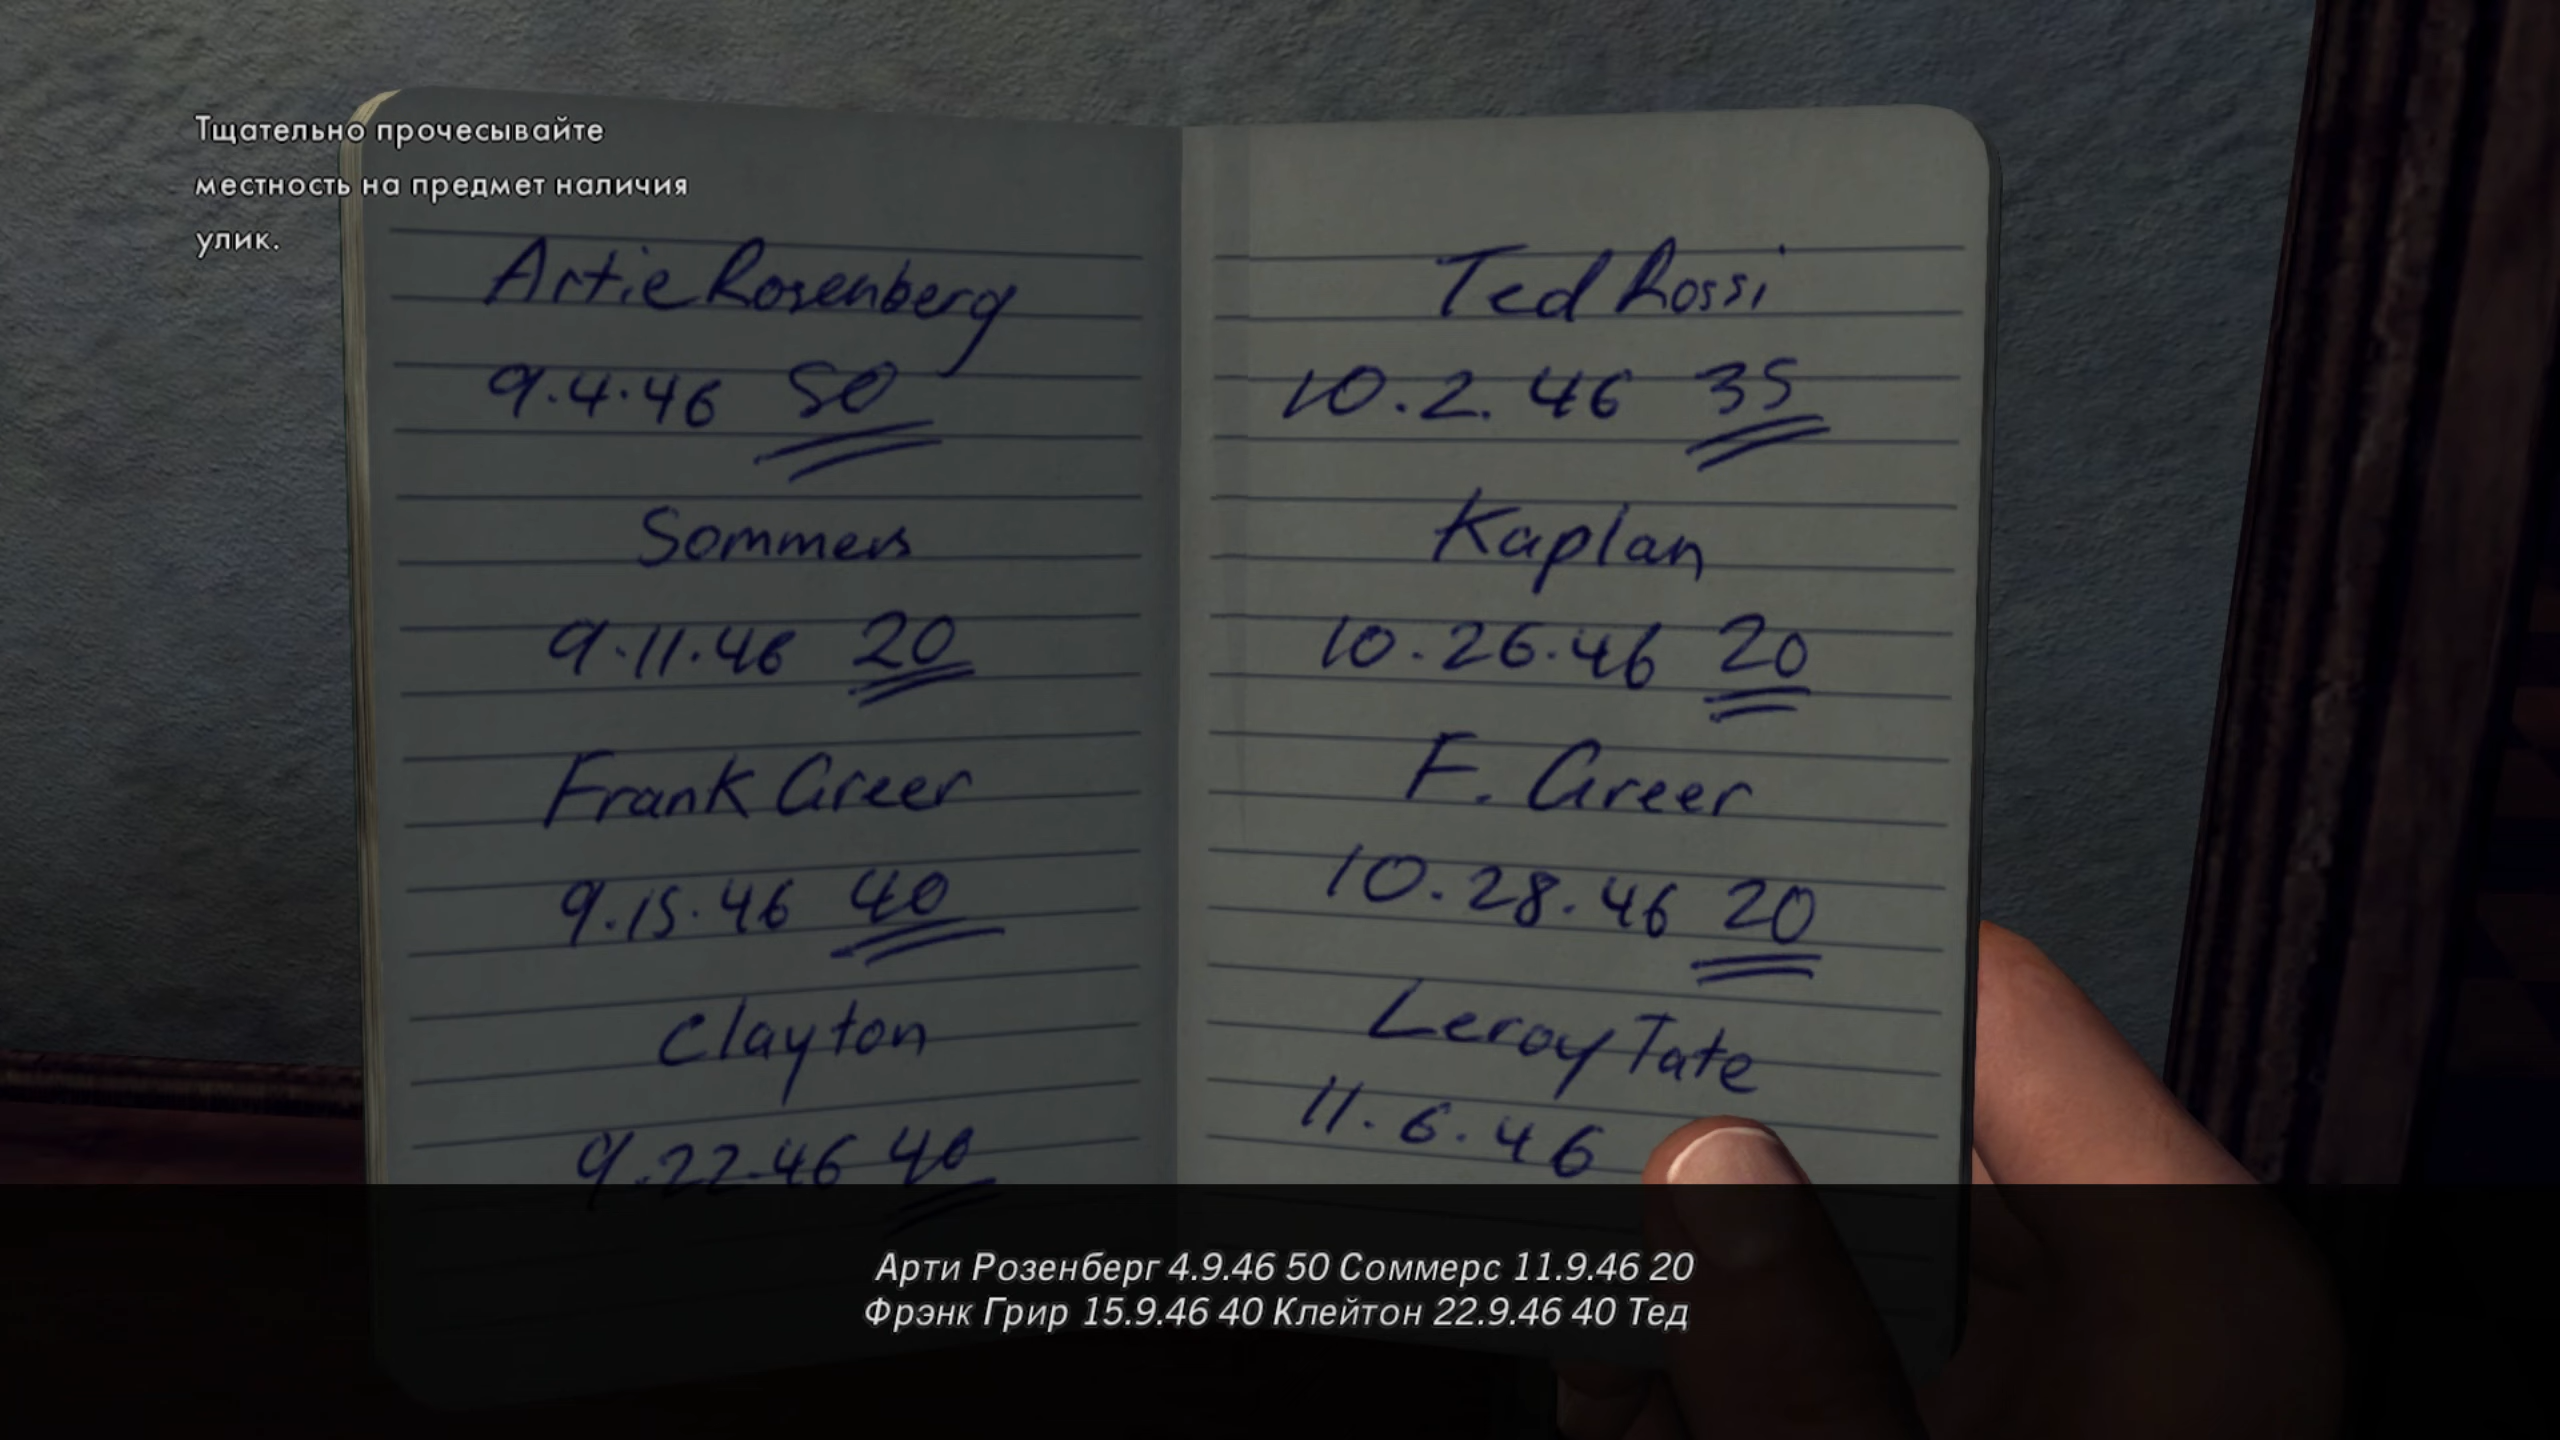 Тщательно прочесывайте
местность на предмет наличия
улик.
Artie Rosenberg
9.4.46 50
Sommers
9.11.46 20
Frank Greer
9.15.46 40
Clayton
9.22.46 40
Ted Rossi
10.2.46 35
Kaplan
10.26.46 20
F. Greer
10.28.46 20
Leroy Tate
11.6.46
Арти Розенберг 4.9.46 50 Соммерс 11.9.46 20
Фрэнк Грир 15.9.46 40 Клейтон 22.9.46 40 Тед